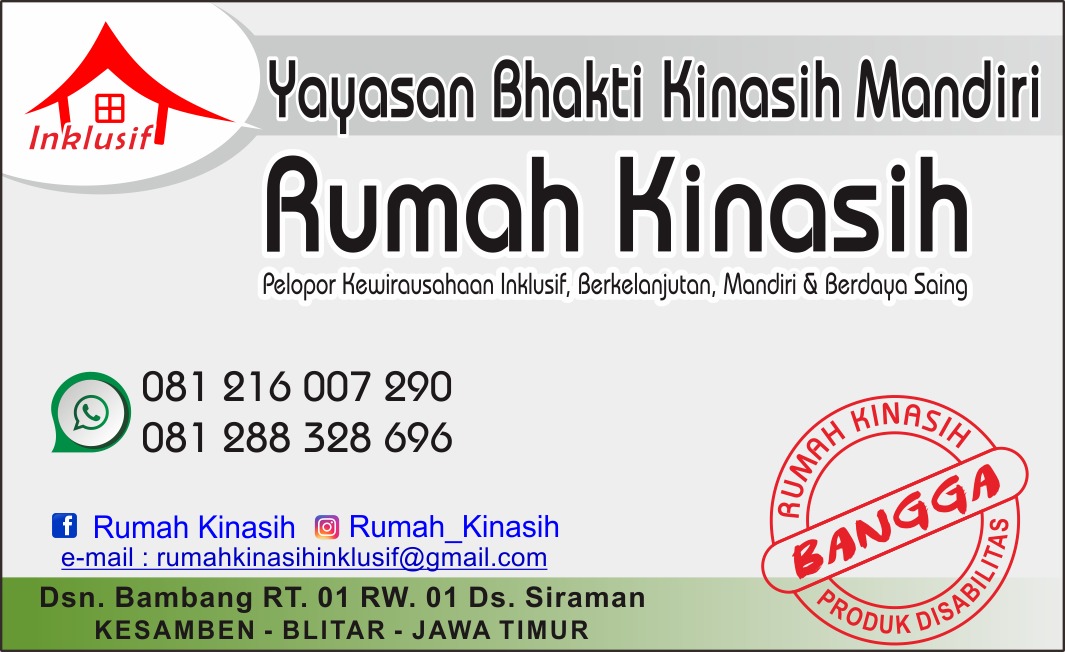 Inklusif
Yayasan Bhakti Kinasih Mandiri
Rumah Kinasih
Pelopor Kewirausahaan Inklusif, Berkelanjutan, Mandiri & Berdaya Saing
081 216 007 290
081 288 328 696
Rumah Kinasih Rumah_Kinasih
e-mail : rumahkinasihinklusif@gmail.com
RUMAH KINASIH
BANGGA
PRODUK DISABILITAS
Dsn. Bambang RT. 01 RW. 01 Ds. Siraman
KESAMBEN - BLITAR - JAWA TIMUR